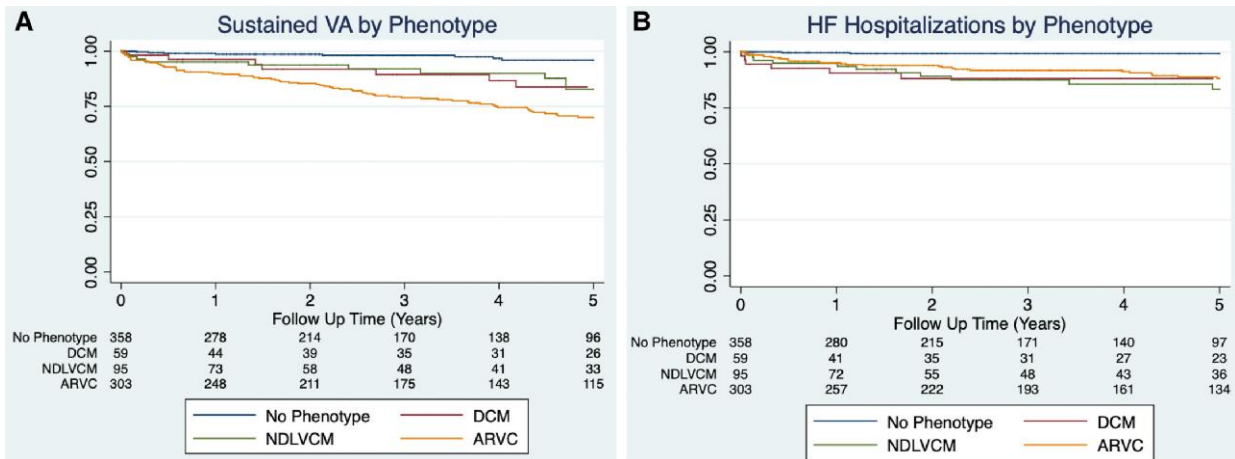 A
Sustained VA by Phenotype
1.00
0.75
0.50
0.25
0.00
0 1 2 3 4 5
Follow Up Time (Years)
No Phenotype 358 278 214 170 138 96
DCM 59 44 39 35 31 26
NDLVCM 95 73 58 48 41 33
ARVC 303 248 211 175 143 115
No Phenotype DCM
NDLVCM ARVC
B
HF Hospitalizations by Phenotype
1.00
0.75
0.50
0.25
0.00
0 1 2 3 4 5
Follow Up Time (Years)
No Phenotype 358 280 215 171 140 97
DCM 59 41 35 31 27 23
NDLVCM 95 72 55 48 43 36
ARVC 303 257 222 193 161 134
No Phenotype DCM
NDLVCM ARVC